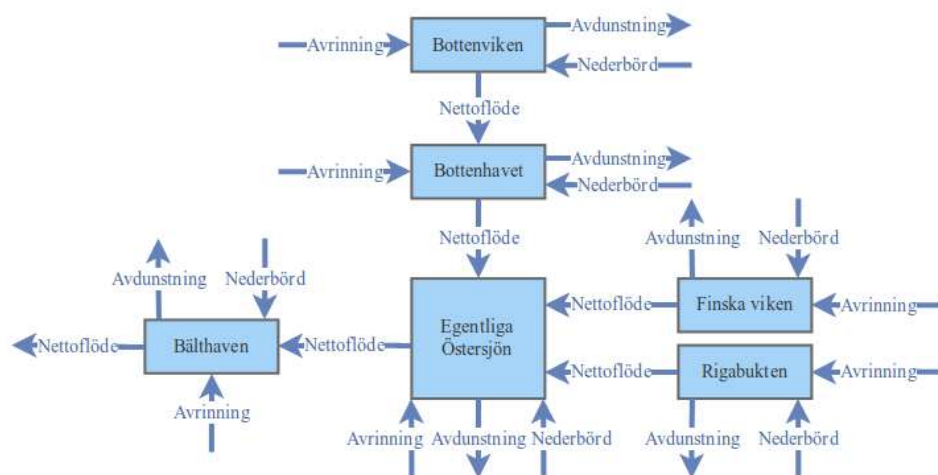 Avdunstning
Avrinning
Bottenviken
Nederbörd
Nettoflöde
Avdunstning
Avrinning
Bottenhavet
Nederbörd
Nettoflöde
Avdunstning
Nederbörd
Avdunstning
Nederbörd
Nettoflöde
Finska viken
Avrinning
Egentliga
Östersjön
Nettoflöde
Bälthaven
Nettoflöde
Nettoflöde
Rigabukten
Avrinning
Avrinning
Avrinning
Avdunstning
Nederbörd
Avdunstning
Nederbörd